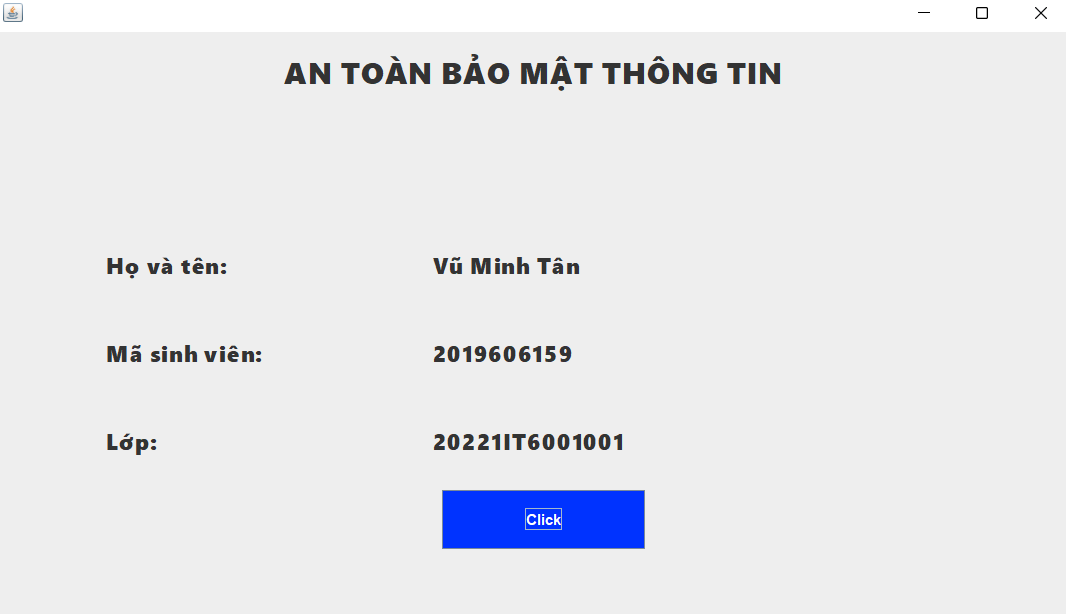 AN TOÀN BẢO MẬT THÔNG TIN
Họ và tên: Vũ Minh Tân
Mã sinh viên: 2019606159
Lớp: 20221IT6001001
Click